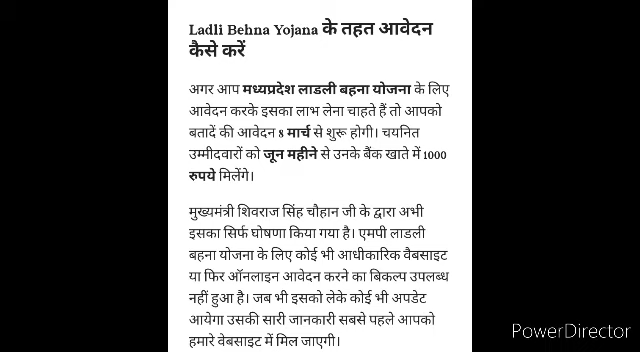 Ladli Behna Yojana के तहत आवेदन
कैसे करें
अगर आप मध्यप्रदेश लाडली बहना योजना के लिए
आवेदन करके इसका लाभ लेना चाहते हैं तो आपको
बतादें की आवेदन 8 मार्च से शुरू होगी। चयनित
उम्मीदवारों को जून महीने से उनके बैंक खाते में 1000
रुपये मिलेंगे।
मुख्यमंत्री शिवराज सिंह चौहान जी के द्वारा अभी
इसका सिर्फ घोषणा किया गया है। एमपी लाडली
बहना योजना के लिए कोई भी आधीकारिक वैबसाइट
या फिर ऑनलाइन आवेदन करने का बिकल्प उपलब्ध
नहीं हुआ है। जब भी इसको लेके कोई भी अपडेट
आयेगा उसकी सारी जानकारी सबसे पहले आपको
हमारे वेबसाइट में मिल जाएगी।
PowerDirector